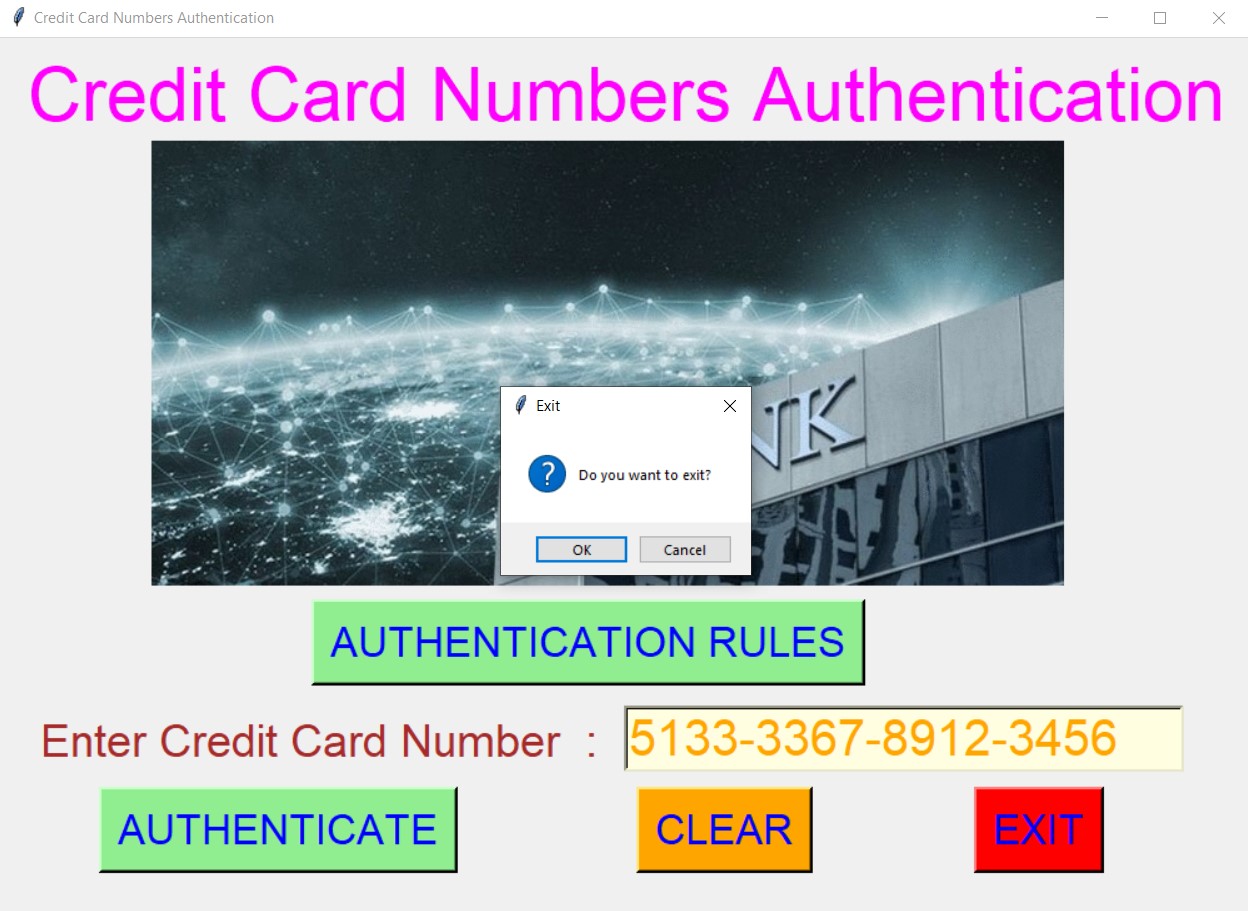 Credit Card Numbers Authentication
Credit Card Numbers Authentication
NK
Exit
Do you want to exit?
OK Cancel
AUTHENTICATION RULES
Enter Credit Card Number : 5133-3367-8912-3456
AUTHENTICATE CLEAR EXIT